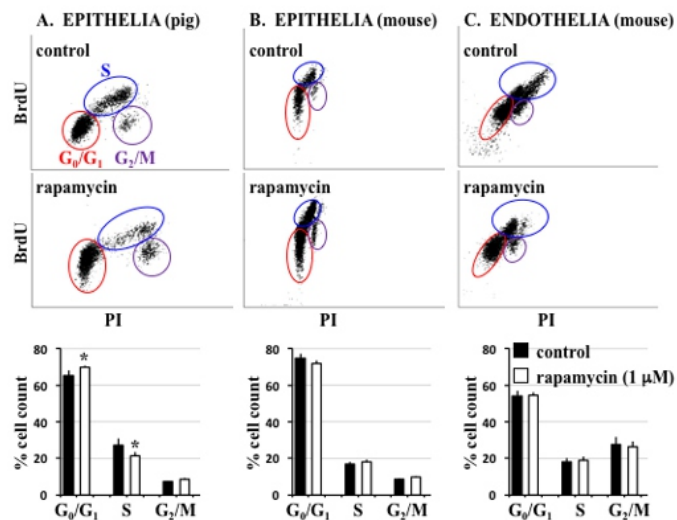 A. EPITHELIA (pig)
B. EPITHELIA (mouse)
C. ENDOTHELIA (mouse)
control
control
control
BrdU
S
G₀/G₁
G₂/M
rapamycin
rapamycin
rapamycin
BrdU
PI
PI
PI
% cell count
80
60
40
20
0
*
*
G₀/G₁ S G₂/M
% cell count
80
60
40
20
0
G₀/G₁ S G₂/M
% cell count
80
60
40
20
0
control
rapamycin (1 μM)
G₀/G₁ S G₂/M